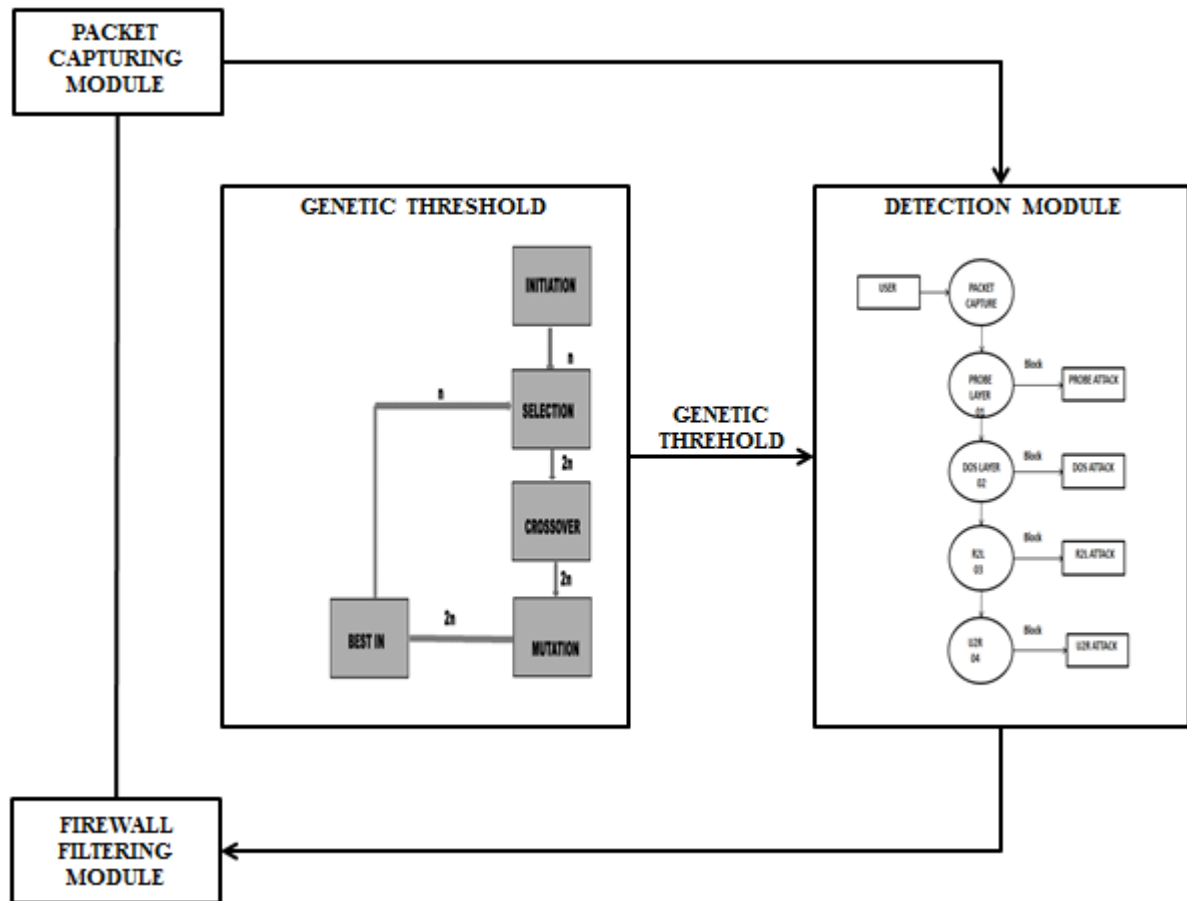 PACKET
CAPTURING
MODULE
GENETIC THRESHOLD
INITIATION
n
n
SELECTION
2n
CROSSOVER
2n
BEST IN
2n
MUTATION
GENETIC
THREHOLD
DETECTION MODULE
USER
PACKET
CAPTURE
PROBE
LAYER
01
Block
PROBE ATTACK
DOS LAYER
02
Block
DOS ATTACK
R2L
03
Block
R2L ATTACK
U2R
04
Block
U2R ATTACK
FIREWALL
FILTERING
MODULE